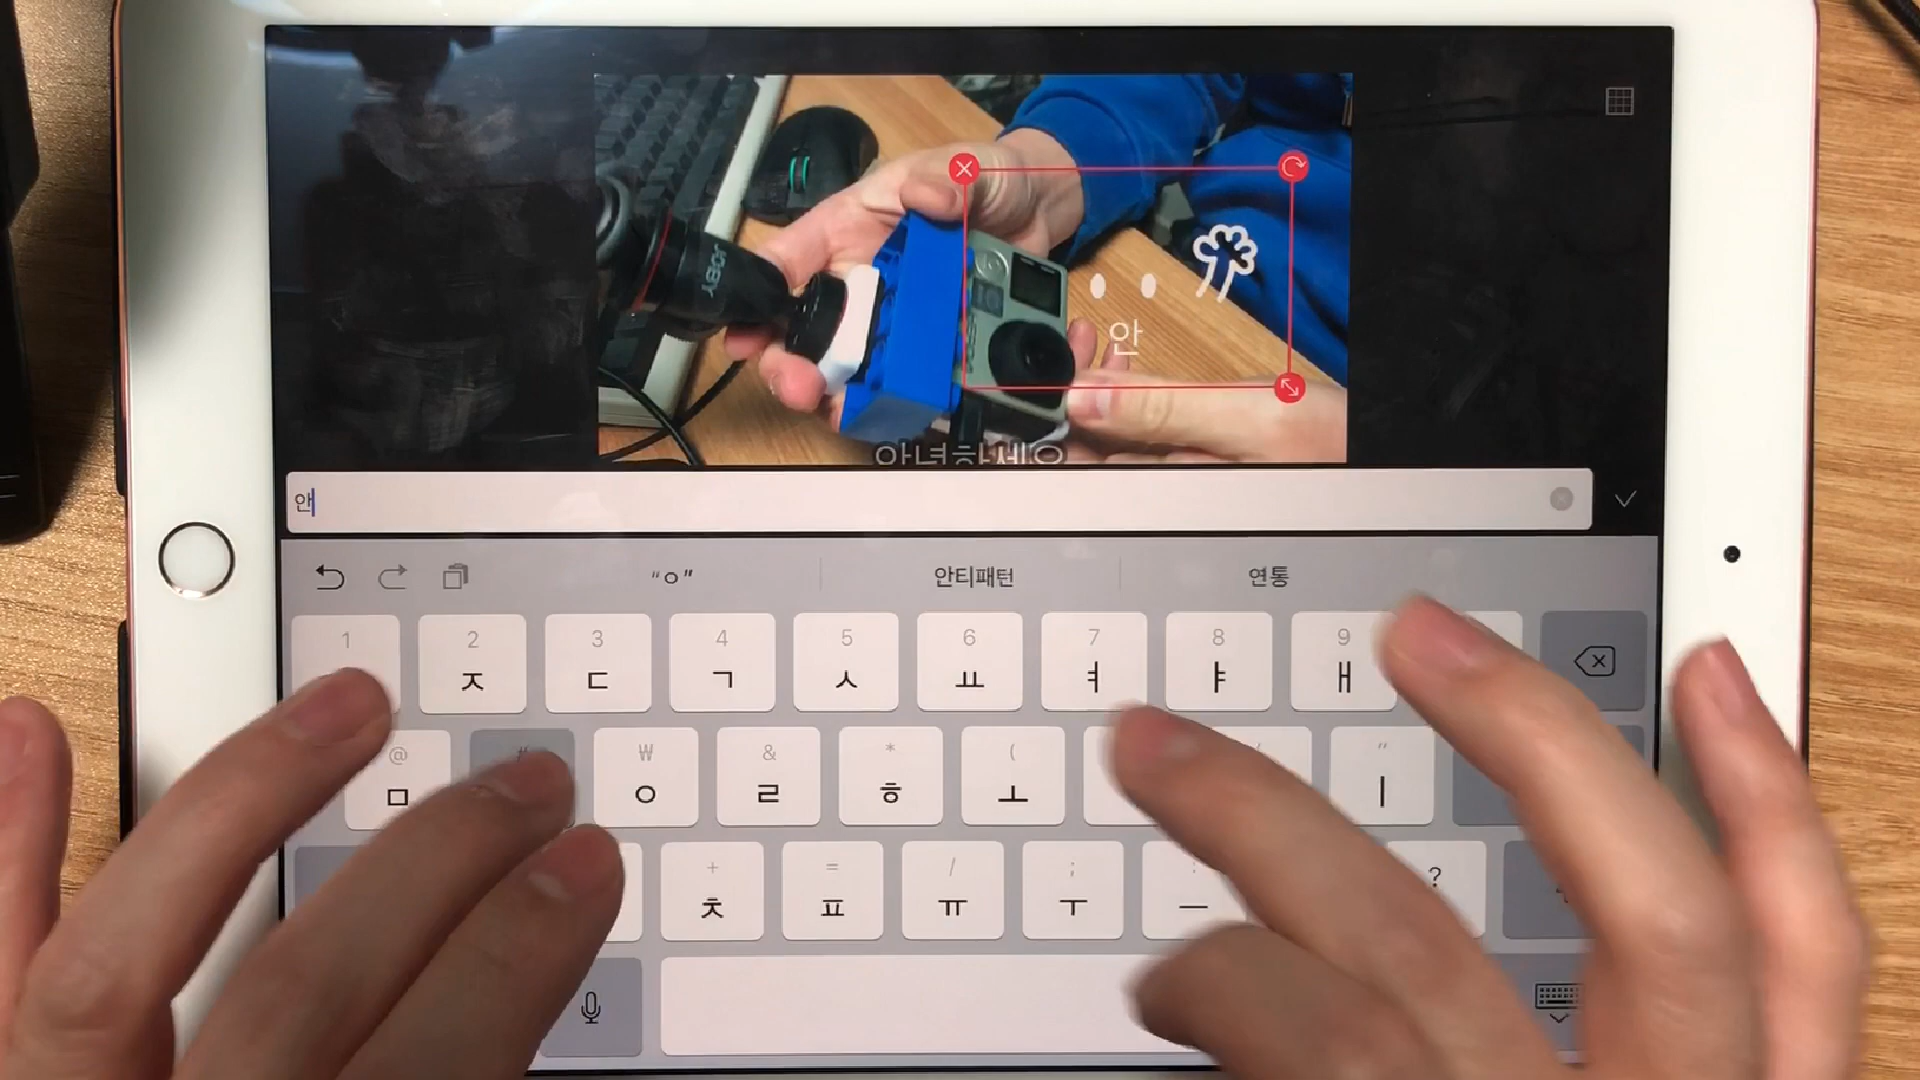 JOBY
안
안녕하세요
안
"ㅇ" 안티패턴 연통
1 2 3 4 5 6 7 8 9
ㅈ ㄷ ㄱ ㅅ ㅛ ㅕ ㅑ ㅐ
@ # ₩ & * ( "
ㅁ ㅇ ㄹ ㅎ ㅗ ㅣ
+ = / ; : ?
ㅊ ㅍ ㅠ ㅜ ㅡ